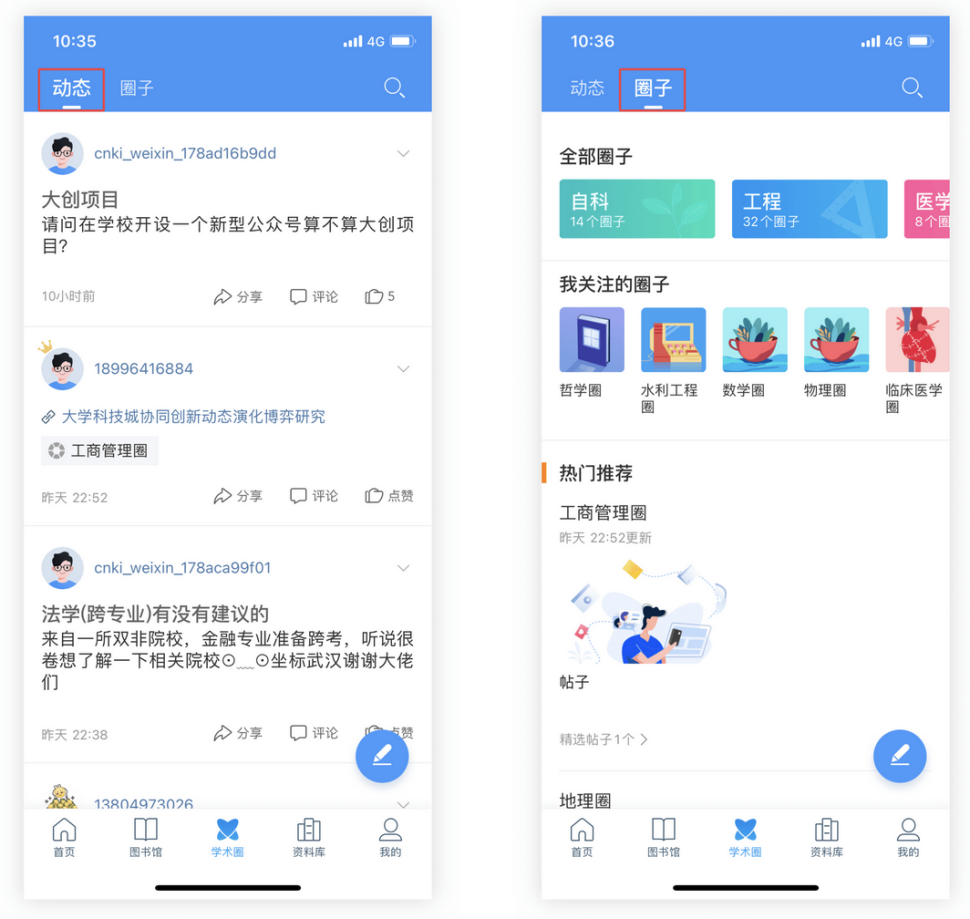 10:35
4G
动态
圈子
cnki_weixin_178ad16b9dd
大创项目
请问在学校开设一个新型公众号算不算大创项
目?
10小时前
分享
评论
5
18996416884
大学科技城协同创新动态演化博弈研究
工商管理圈
昨天 22:52
分享
评论
点赞
cnki_weixin_178aca99f01
法学(跨专业)有没有建议的
来自一所双非院校，金融专业准备跨考，听说很
卷想了解一下相关院校⊙﹏⊙坐标武汉谢谢大佬
们
昨天 22:38
分享
评论
点赞
13804973026
首页
图书馆
学术圈
资料库
我的
10:36
4G
动态
圈子
全部圈子
自科
14个圈子
工程
32个圈子
医学
8个圈
我关注的圈子
哲学圈
水利工程
圈
数学圈
物理圈
临床医学
圈
热门推荐
工商管理圈
昨天 22:52更新
帖子
精选帖子1个
地理圈
首页
图书馆
学术圈
资料库
我的